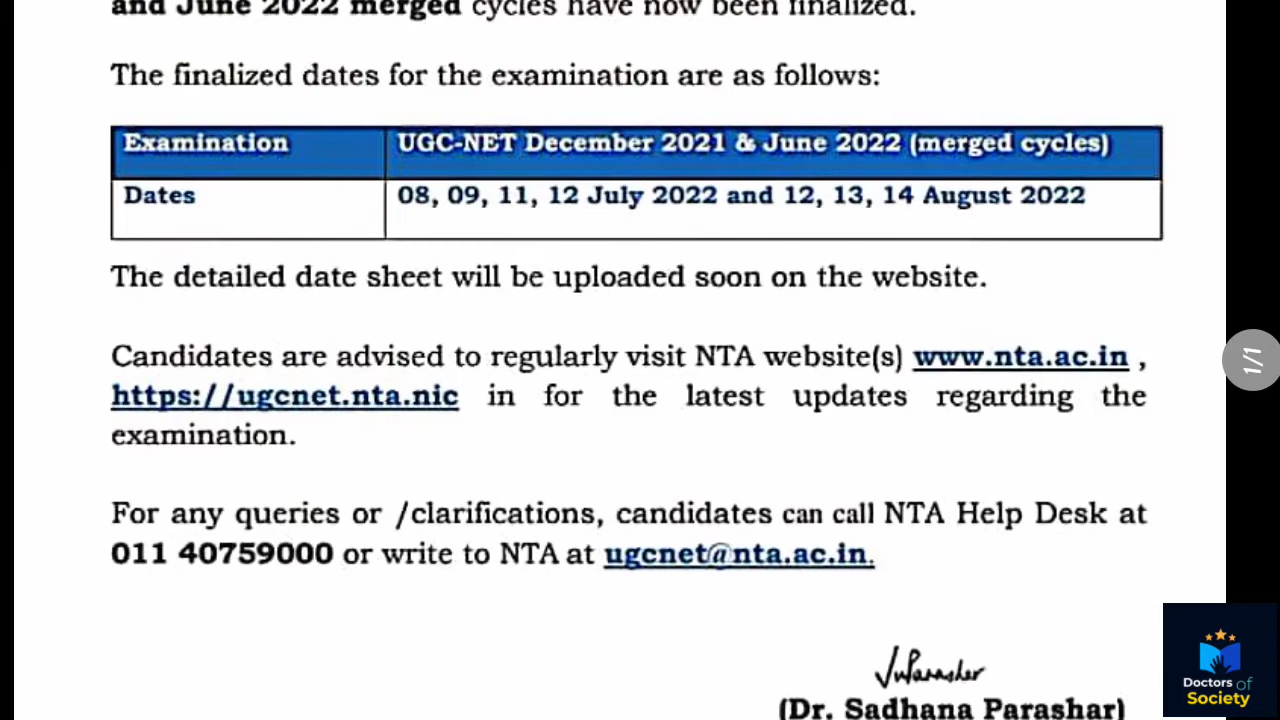 and June 2022 merged cycles have now been finalized.
The finalized dates for the examination are as follows:
Examination UGC-NET December 2021 & June 2022 (merged cycles)
Dates 08, 09, 11, 12 July 2022 and 12, 13, 14 August 2022
The detailed date sheet will be uploaded soon on the website.
Candidates are advised to regularly visit NTA website(s) www.nta.ac.in ,
https://ugcnet.nta.nic in for the latest updates regarding the
examination.
For any queries or /clarifications, candidates can call NTA Help Desk at
011 40759000 or write to NTA at ugcnet@nta.ac.in.
(Dr. Sadhana Parashar)
1/1
Doctors of
Society